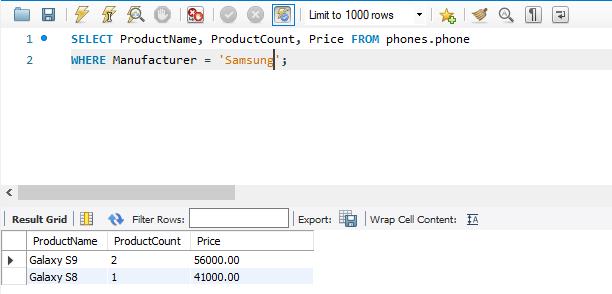 Limit to 1000 rows
1 SELECT ProductName, ProductCount, Price FROM phones.phone
2 WHERE Manufacturer = 'Samsung';
Result Grid Filter Rows: Export: Wrap Cell Content:
ProductName ProductCount Price
Galaxy S9 2 56000.00
Galaxy S8 1 41000.00